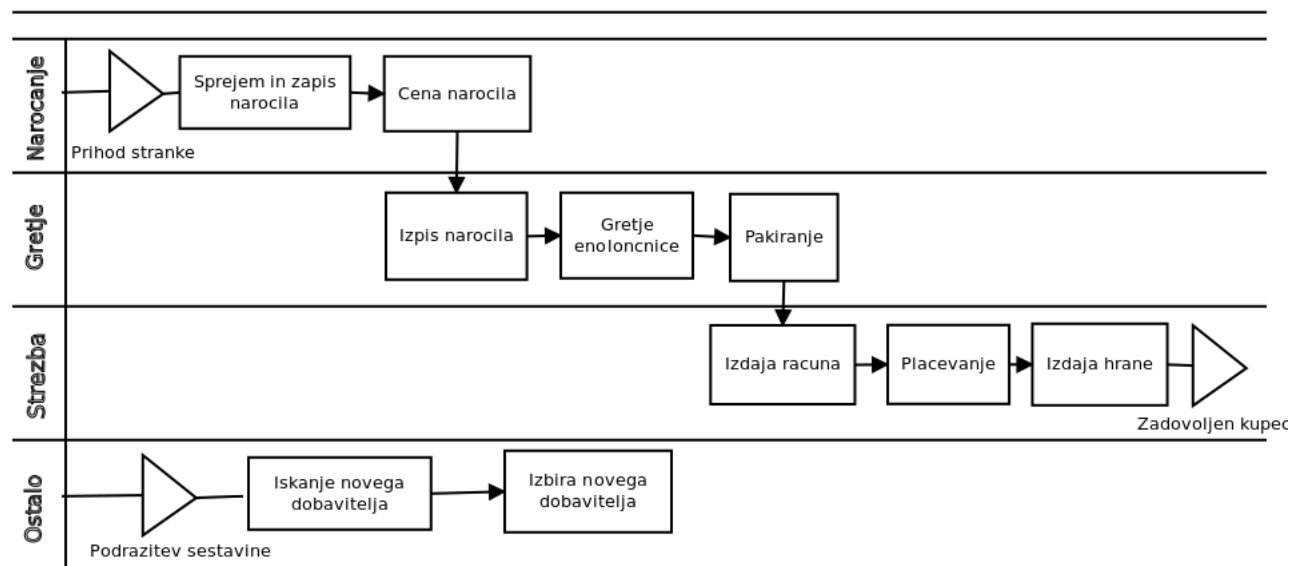 Narocanje
Prihod stranke
Sprejem in zapis
narocila
Cena narocila
Gretje
Izpis narocila
Gretje
enoloncnice
Pakiranje
Strezba
Izdaja racuna
Placevanje
Izdaja hrane
Zadovoljen kupec
Ostalo
Podrazitev sestavine
Iskanje novega
dobavitelja
Izbira novega
dobavitelja